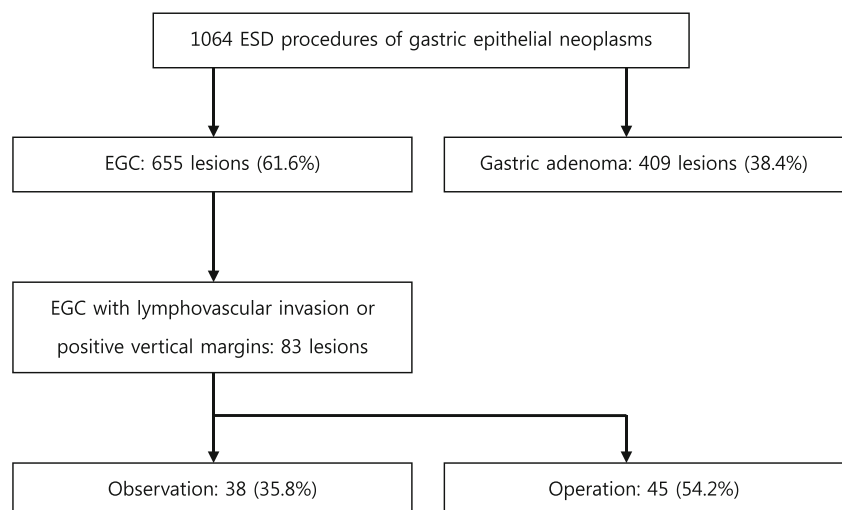 1064 ESD procedures of gastric epithelial neoplasms
EGC: 655 lesions (61.6%)
Gastric adenoma: 409 lesions (38.4%)
EGC with lymphovascular invasion or
positive vertical margins: 83 lesions
Observation: 38 (35.8%)
Operation: 45 (54.2%)